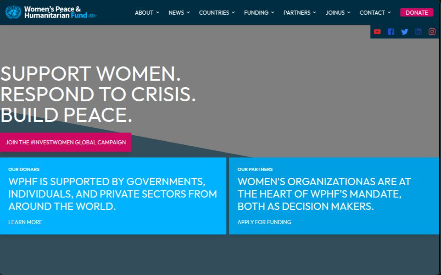 Women's Peace &
Humanitarian Fund
ABOUT NEWS COUNTRIES FUNDING PARTNERS JOIN US CONTACT DONATE
SUPPORT WOMEN.
RESPOND TO CRISIS.
BUILD PEACE.
JOIN THE #INVESTWOMEN GLOBAL CAMPAIGN
OUR DONORS
WPHF IS SUPPORTED BY GOVERNMENTS,
INDIVIDUALS, AND PRIVATE SECTORS FROM
AROUND THE WORLD.
LEARN MORE
OUR PARTNERS
WOMEN'S ORGANIZATIONAS ARE AT
THE HEART OF WPHF'S MANDATE,
BOTH AS DECISION MAKERS.
APPLY FOR FUNDING